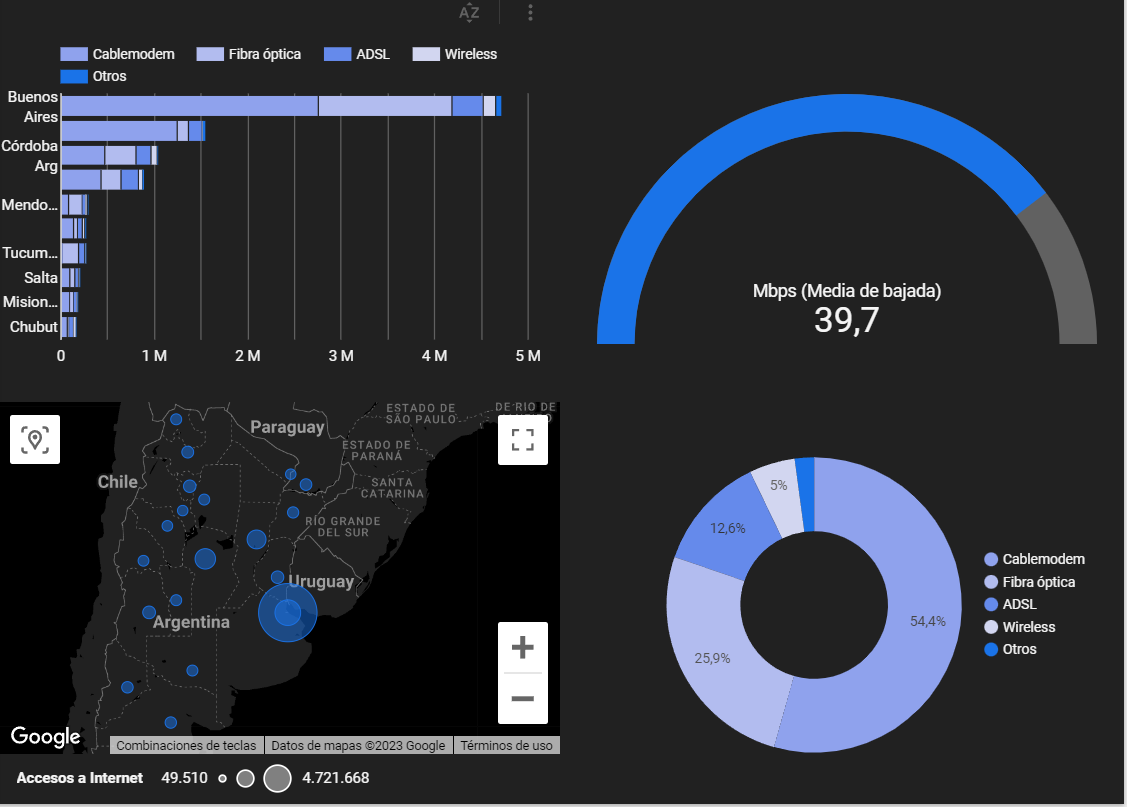 AZ
Cablemodem
Fibra óptica
ADSL
Wireless
Otros
Buenos
Aires
Córdoba
Arg
Mendo...
Tucum...
Salta
Mision...
Chubut
0
1 M
2 M
3 M
4 M
5 M
Mbps (Media de bajada)
39,7
ESTADO DE
SÃO PAULO
DE RIO DE
Paraguay
ESTADO DE
PARANÁ
Chile
SANTA
CATARINA
RÍO GRANDE
DEL SUR
Uruguay
Argentina
Google
Combinaciones de teclas
Datos de mapas ©2023 Google
Términos de uso
Accesos a Internet
49.510
4.721.668
5%
12,6%
25,9%
54,4%
Cablemodem
Fibra óptica
ADSL
Wireless
Otros